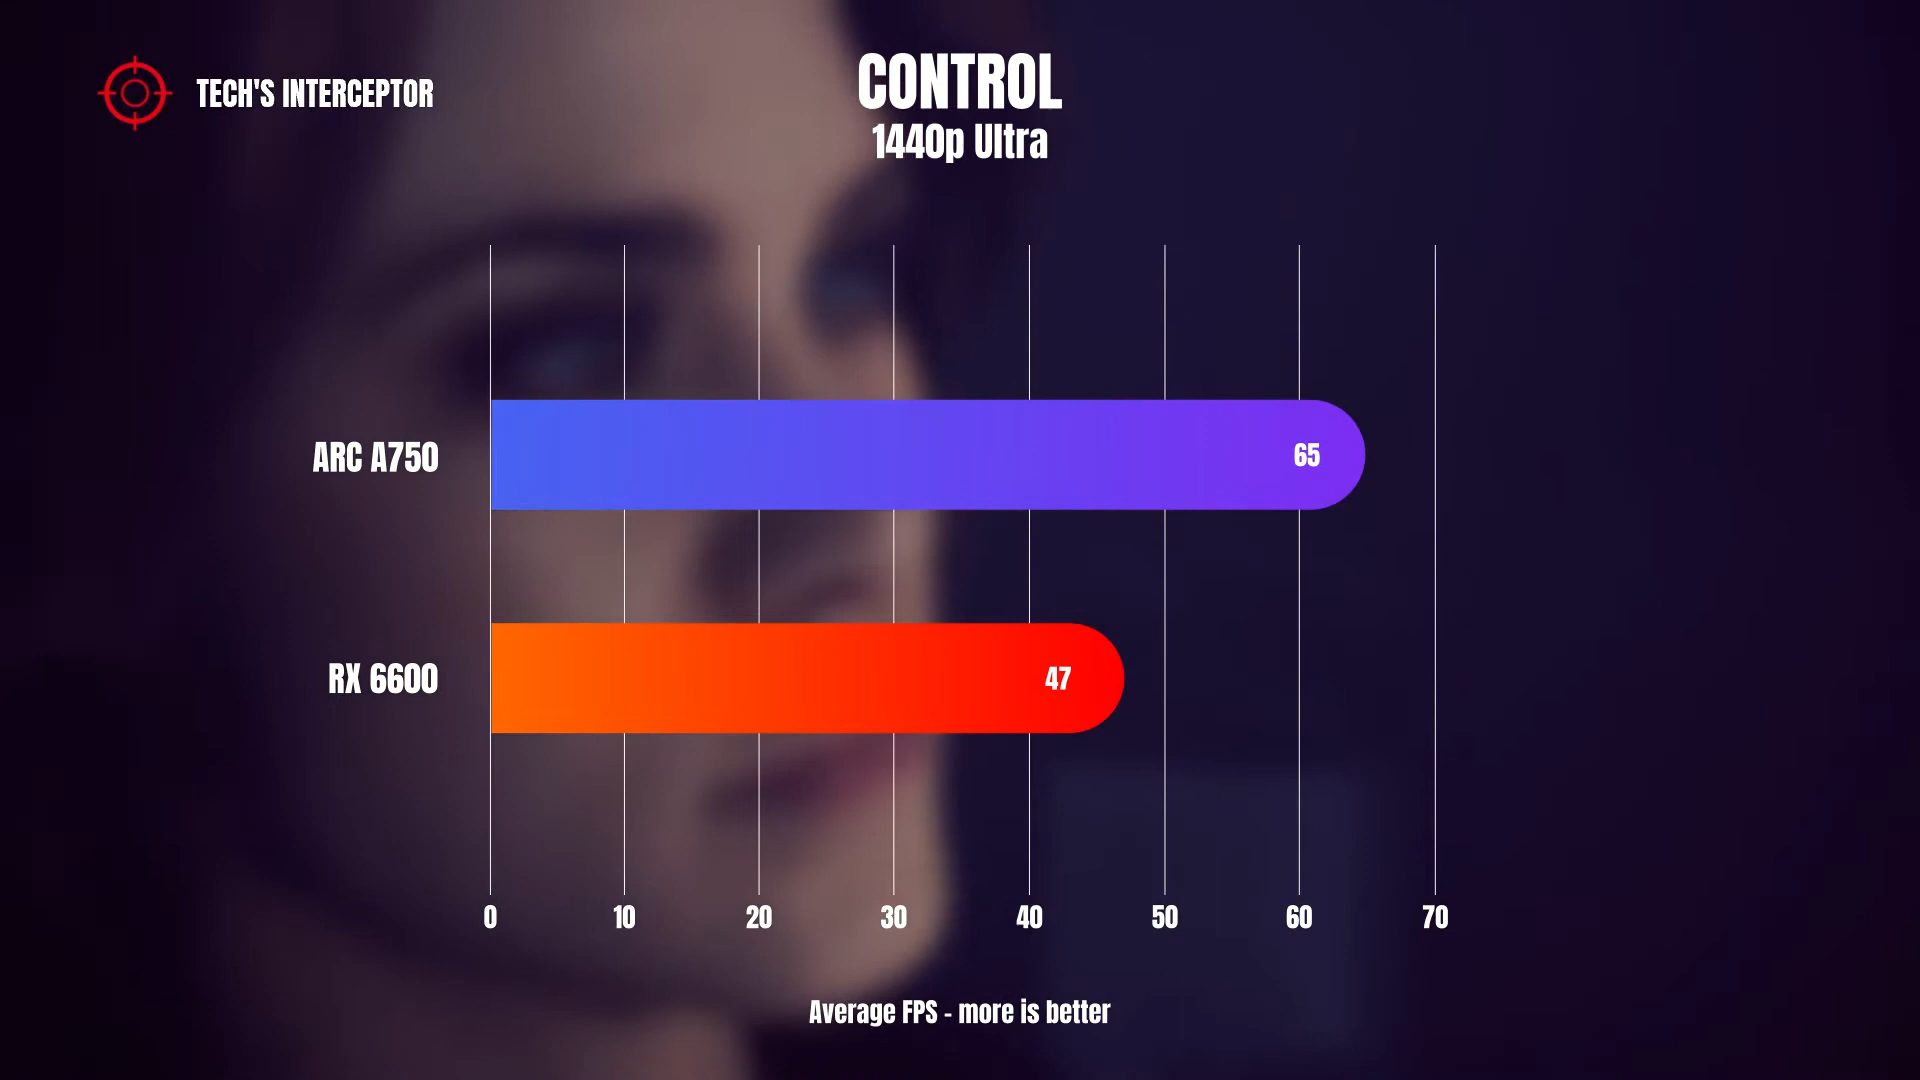 TECH'S INTERCEPTOR
CONTROL
1440p Ultra
ARC A750
65
RX 6600
47
0 10 20 30 40 50 60 70
Average FPS - more is better